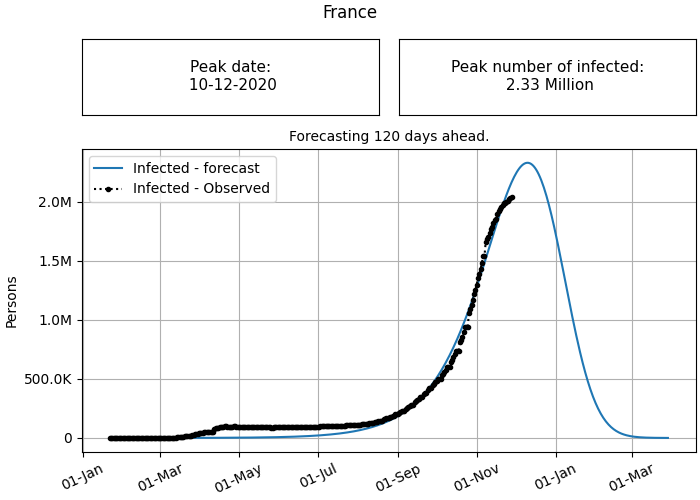 France
Peak date:
10-12-2020
Peak number of infected:
2.33 Million
Forecasting 120 days ahead.
Infected - forecast
Infected - Observed
Persons
2.0M
1.5M
1.0M
500.0K
0
01-Jan
01-Mar
01-May
01-Jul
01-Sep
01-Nov
01-Jan
01-Mar